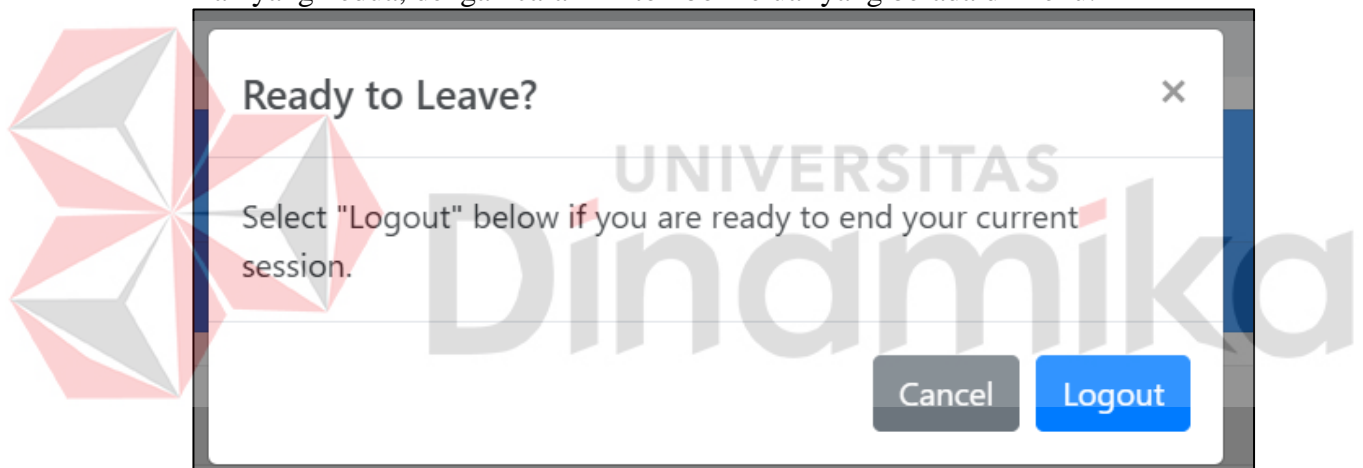 Ready to Leave?
×
UNIVERSITAS
Dinamika
Select "Logout" below if you are ready to end your current
session.
Cancel
Logout